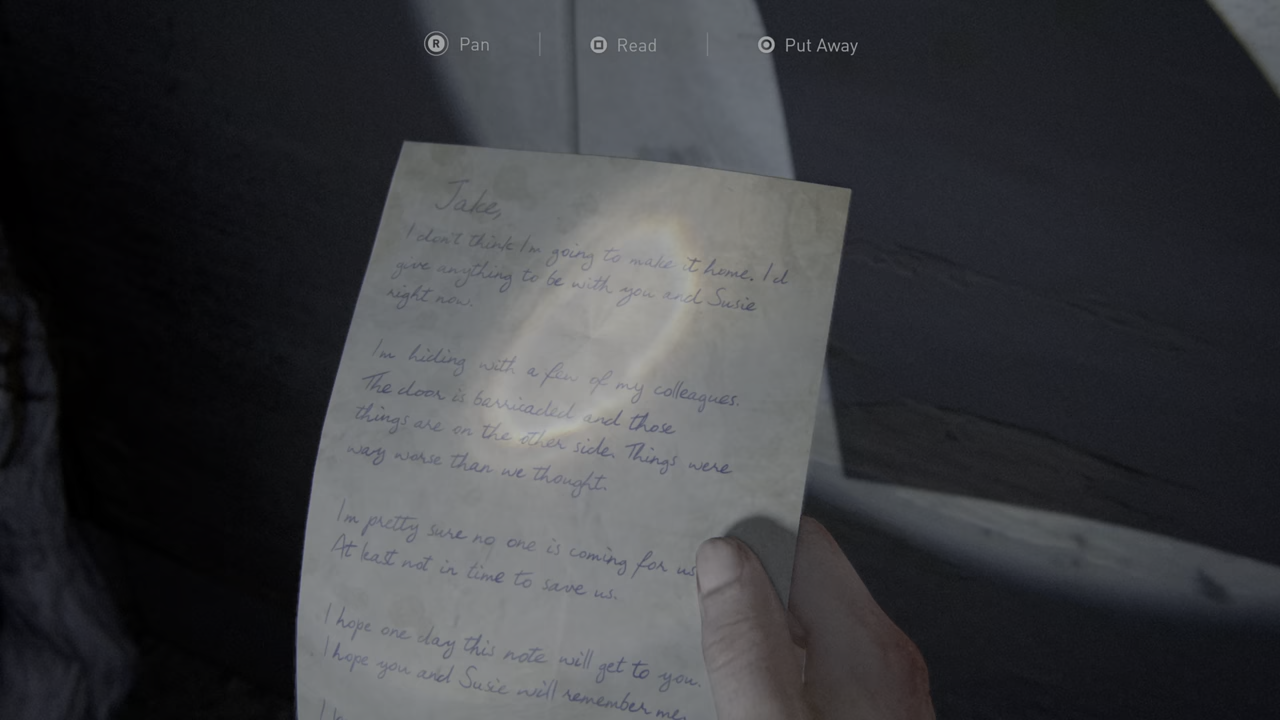 R Pan Read Put Away
Jake,
I don't think I'm going to make it home. I'd
give anything to be with you and Susie
right now.
I'm hiding with a few of my colleagues.
The door is barricaded and those
things are on the other side. Things were
way worse than we thought.
I'm pretty sure no one is coming for us
At least not in time to save us.
I hope one day this note will get to you.
I hope you and Susie will remember me.